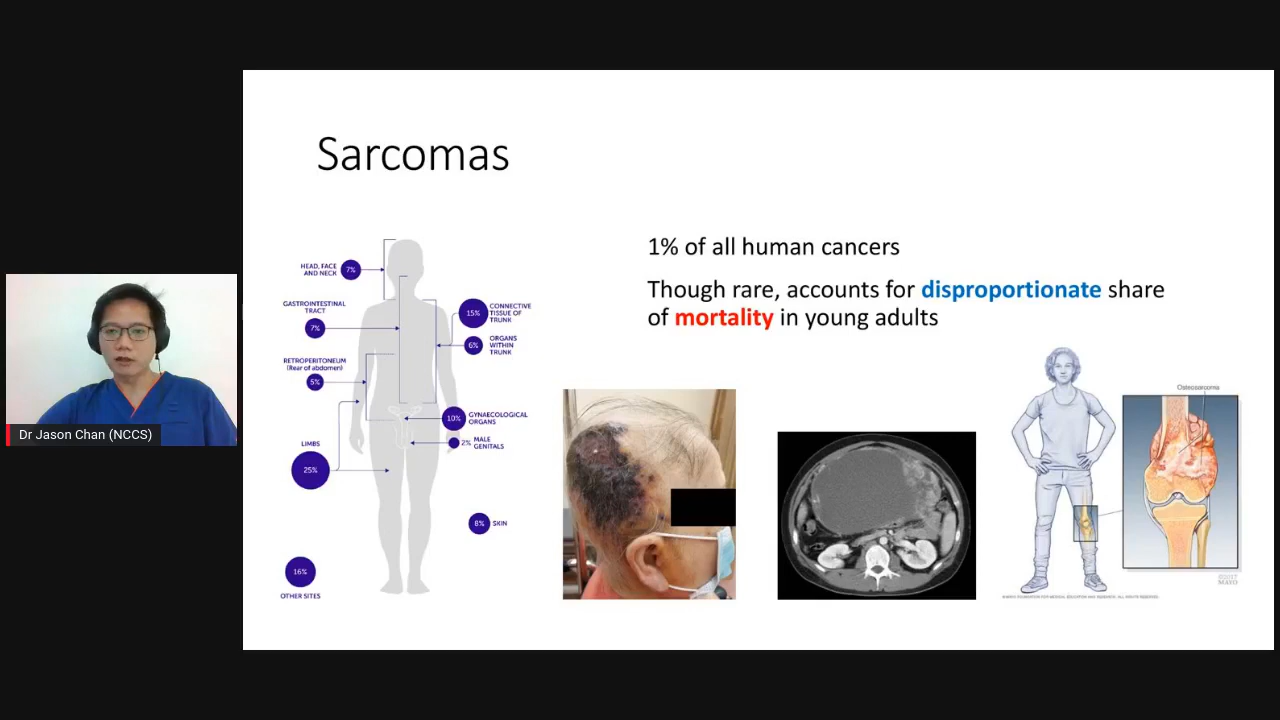 Sarcomas
1% of all human cancers
Though rare, accounts for disproportionate share
of mortality in young adults
HEAD, FACE
AND NECK
7%
GASTROINTESTINAL
TRACT
7%
RETROPERITONEUM
(Rear of abdomen)
5%
LIMBS
25%
16%
OTHER SITES
15%
CONNECTIVE
TISSUE OF
TRUNK
6%
ORGANS
WITHIN
TRUNK
10%
GYNAECOLOGICAL
ORGANS
2%
MALE
GENITALS
8%
SKIN
Osteosarcoma
©2017
MAYO
Dr Jason Chan (NCCS)